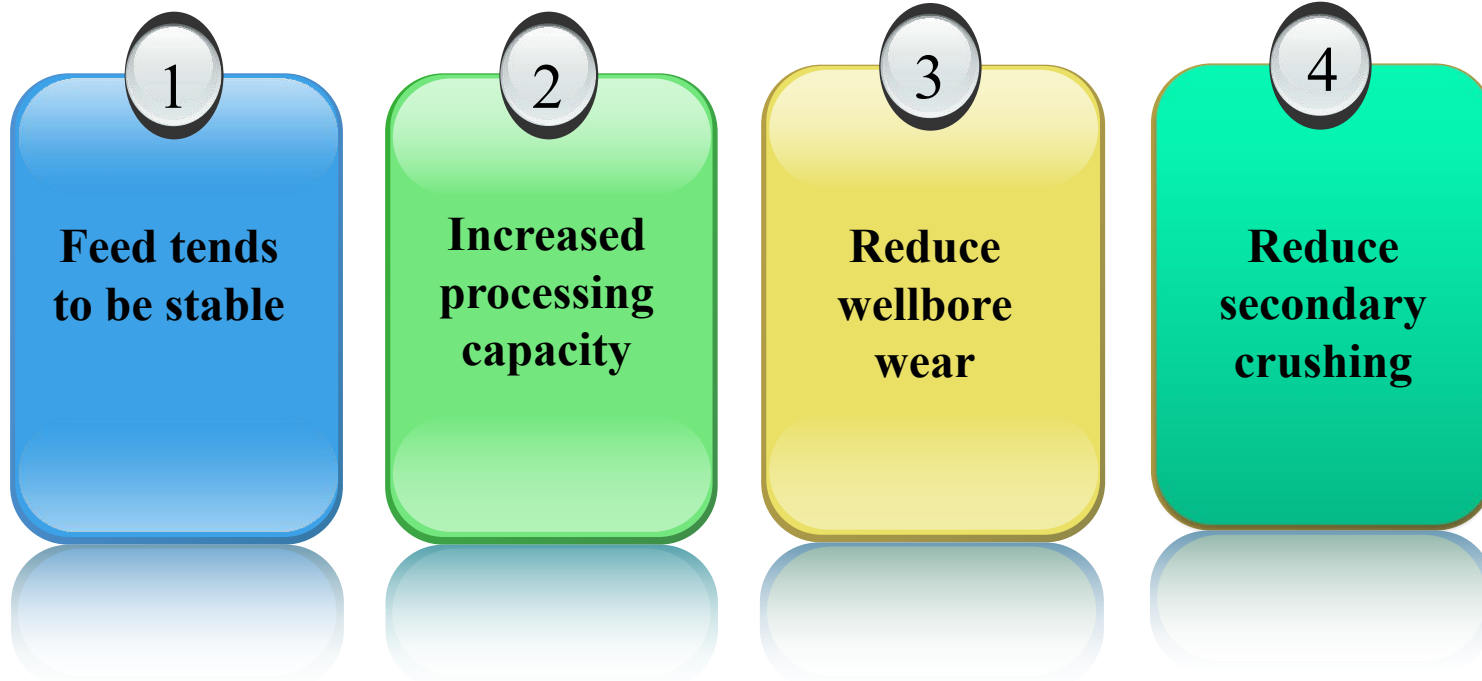 1
Feed tends
to be stable
2
Increased
processing
capacity
3
Reduce
wellbore
wear
4
Reduce
secondary
crushing